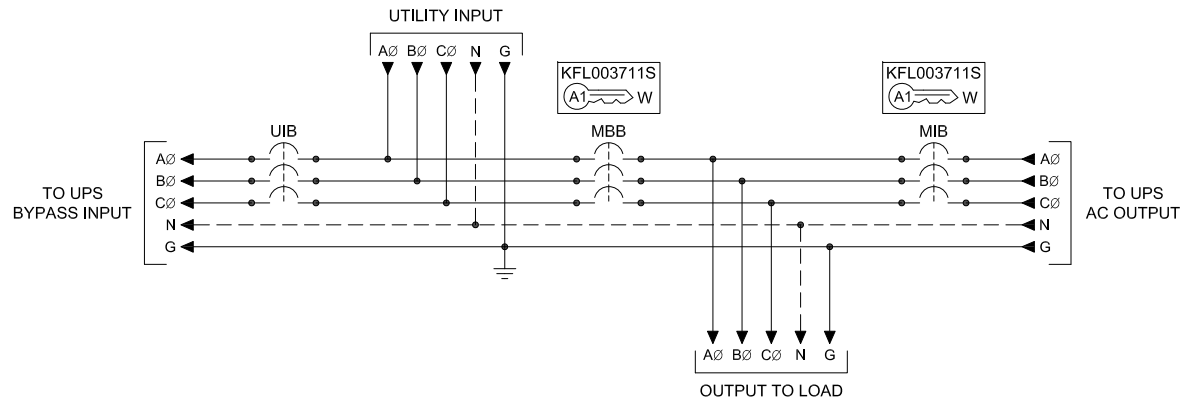 UTILITY INPUT
AØ BØ CØ N G
KFL003711S
A1 W
KFL003711S
A1 W
UIB
MBB
MIB
TO UPS
BYPASS INPUT
AØ
BØ
CØ
N
G
AØ
BØ
CØ
N
G
TO UPS
AC OUTPUT
AØ BØ CØ N G
OUTPUT TO LOAD